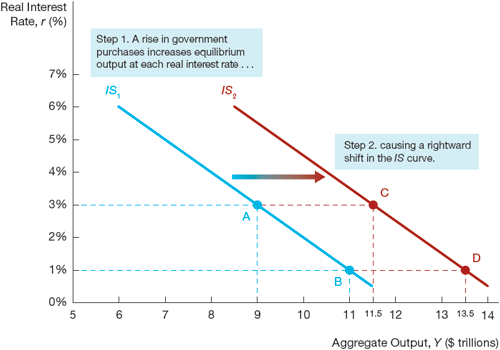 Real Interest
Rate, r (%)
Step 1. A rise in government
purchases increases equilibrium
output at each real interest rate . . .
7%
IS1
IS2
6%
5%
Step 2. causing a rightward
shift in the IS curve.
4%
C
3%
A
2%
D
1%
B
0%
5
6
7
8
9
10
11
11.5
12
13
13.5
14
Aggregate Output, Y ($ trillions)